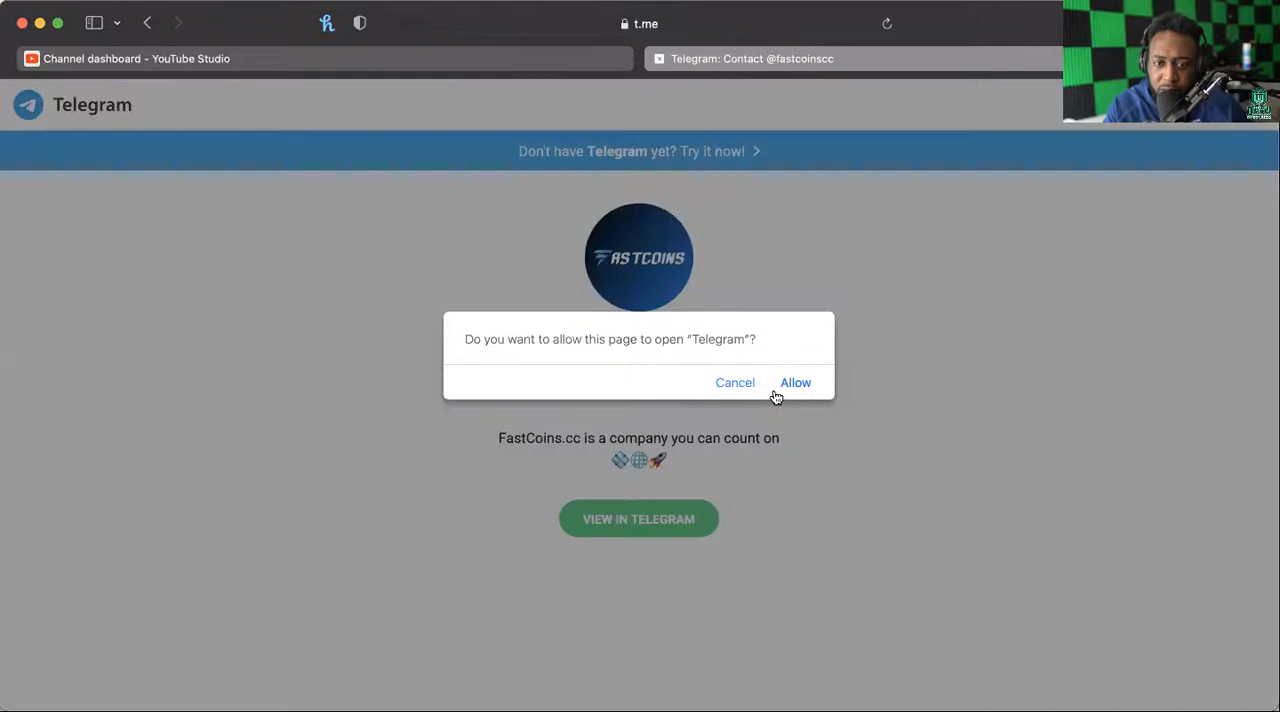 t.me
Channel dashboard - YouTube Studio
Telegram: Contact @fastcoinscc
Telegram
Don't have Telegram yet? Try it now!
FASTCOINS
Do you want to allow this page to open “Telegram”?
Cancel
Allow
FastCoins.cc is a company you can count on
VIEW IN TELEGRAM